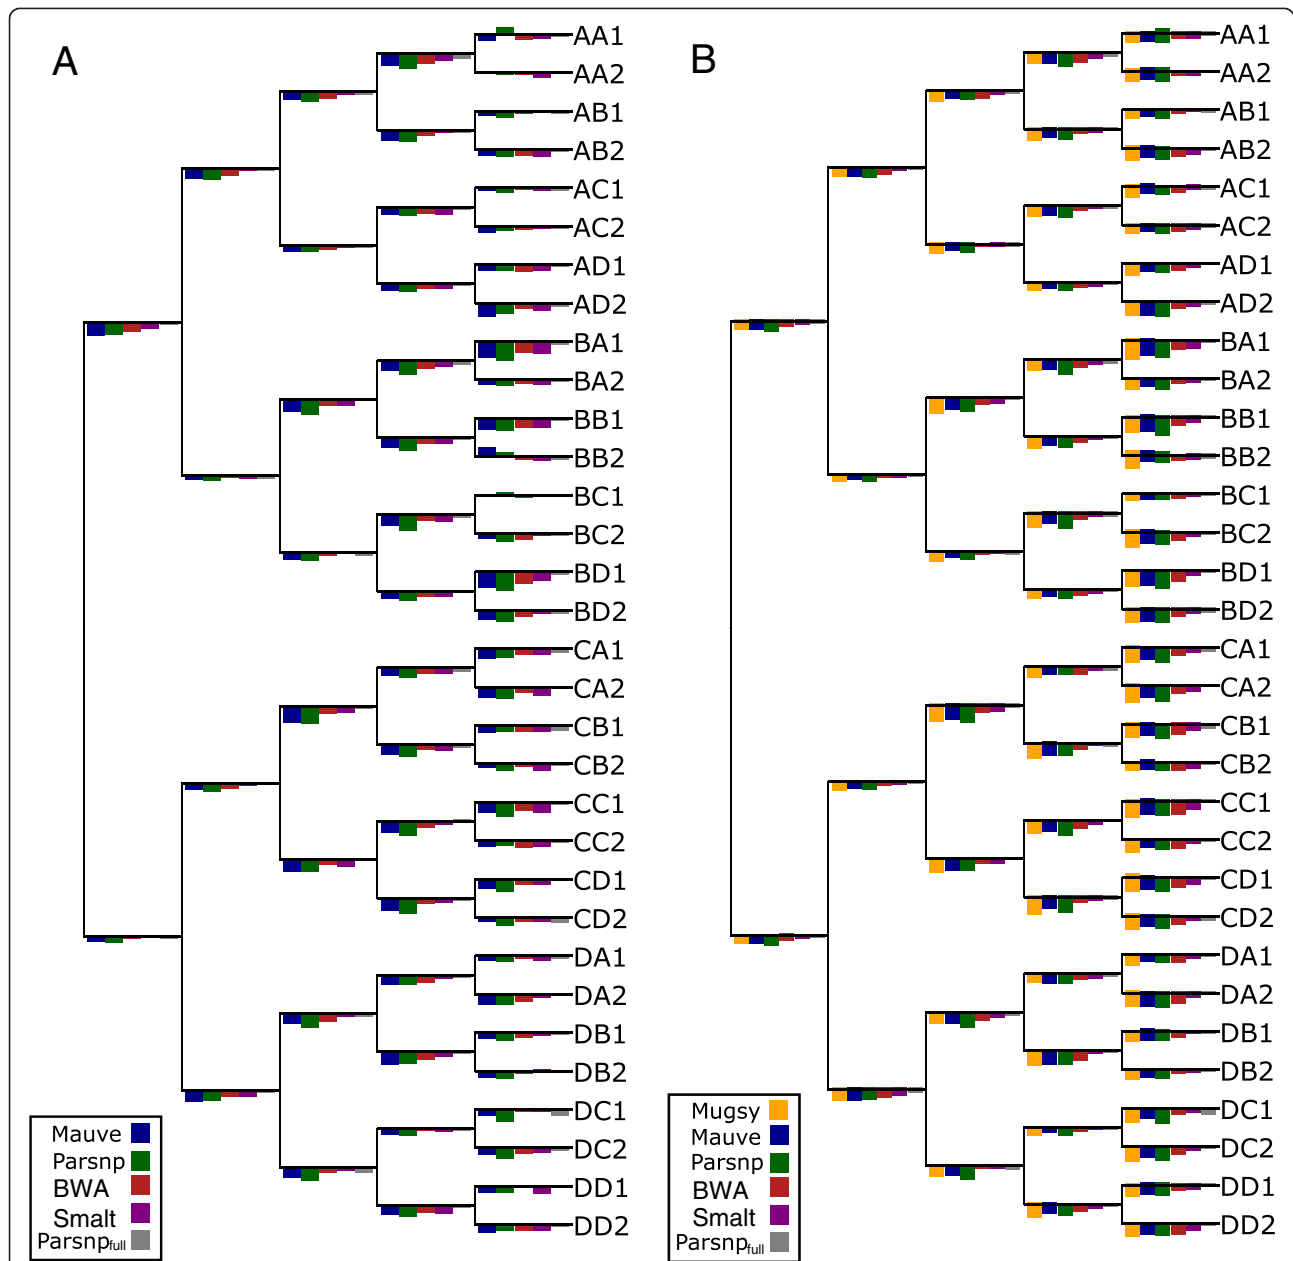 A
AA1
AA2
AB1
AB2
AC1
AC2
AD1
AD2
BA1
BA2
BB1
BB2
BC1
BC2
BD1
BD2
CA1
CA2
CB1
CB2
CC1
CC2
CD1
CD2
DA1
DA2
DB1
DB2
DC1
DC2
DD1
DD2
Mauve
Parsnp
BWA
Smalt
Parsnpfull
B
AA1
AA2
AB1
AB2
AC1
AC2
AD1
AD2
BA1
BA2
BB1
BB2
BC1
BC2
BD1
BD2
CA1
CA2
CB1
CB2
CC1
CC2
CD1
CD2
DA1
DA2
DB1
DB2
DC1
DC2
DD1
DD2
Mugsy
Mauve
Parsnp
BWA
Smalt
Parsnpfull